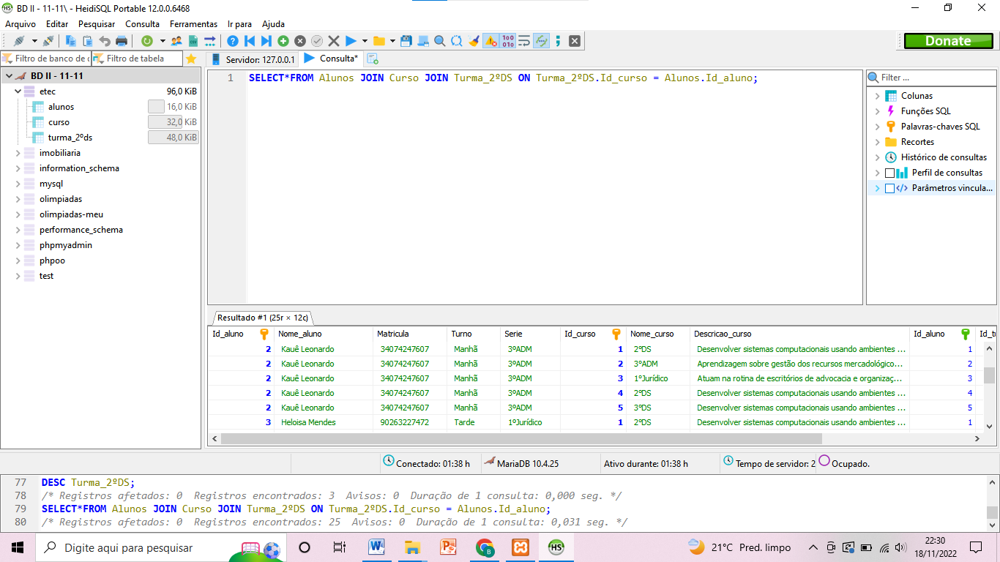 BD II - 11-11\ - HeidiSQL Portable 12.0.0.6468
Arquivo Editar Pesquisar Consulta Ferramentas Ir para Ajuda
Donate
Filtro de banco de Filtro de tabela
Servidor: 127.0.0.1 Consulta*
BD II - 11-11
etec 96,0 KiB
alunos 16,0 KiB
curso 32,0 KiB
turma_2ºds 48,0 KiB
imobiliaria
information_schema
mysql
olimpiadas
olimpiadas-meu
performance_schema
phpmyadmin
phpoo
test
1 SELECT*FROM Alunos JOIN Curso JOIN Turma_2ºDS ON Turma_2ºDS.Id_curso = Alunos.Id_aluno;
Filter ...
Colunas
Funções SQL
Palavras-chaves SQL
Recortes
Histórico de consultas
Perfil de consultas
Parâmetros vincula...
Resultado #1 (25r × 12c)
Id_aluno Nome_aluno Matricula Turno Serie Id_curso Nome_curso Descricao_curso Id_aluno
2 Kauê Leonardo 34074247607 Manhã 3ºADM 1 2ºDS Desenvolver sistemas computacionais usando ambientes ... 1
2 Kauê Leonardo 34074247607 Manhã 3ºADM 2 3ºADM Aprendizagem sobre gestão dos recursos mercadológico... 2
2 Kauê Leonardo 34074247607 Manhã 3ºADM 3 1ºJurídico Atuam na rotina de escritórios de advocacia e organizaç... 3
2 Kauê Leonardo 34074247607 Manhã 3ºADM 4 2ºDS Desenvolver sistemas computacionais usando ambientes ... 4
2 Kauê Leonardo 34074247607 Manhã 3ºADM 5 3ºDS Desenvolver sistemas computacionais usando ambientes ... 5
3 Heloisa Mendes 90263227472 Tarde 1ºJurídico 1 2ºDS Desenvolver sistemas computacionais usando ambientes ... 1
Conectado: 01:38 h MariaDB 10.4.25 Ativo durante: 01:38 h Tempo de servidor: 2 Ocupado.
77 DESC Turma_2ºDS;
78 /* Registros afetados: 0 Registros encontrados: 3 Avisos: 0 Duração de 1 consulta: 0,000 seg. */
79 SELECT*FROM Alunos JOIN Curso JOIN Turma_2ºDS ON Turma_2ºDS.Id_curso = Alunos.Id_aluno;
80 /* Registros afetados: 0 Registros encontrados: 25 Avisos: 0 Duração de 1 consulta: 0,031 seg. */
Digite aqui para pesquisar
21°C Pred. limpo
22:30
18/11/2022